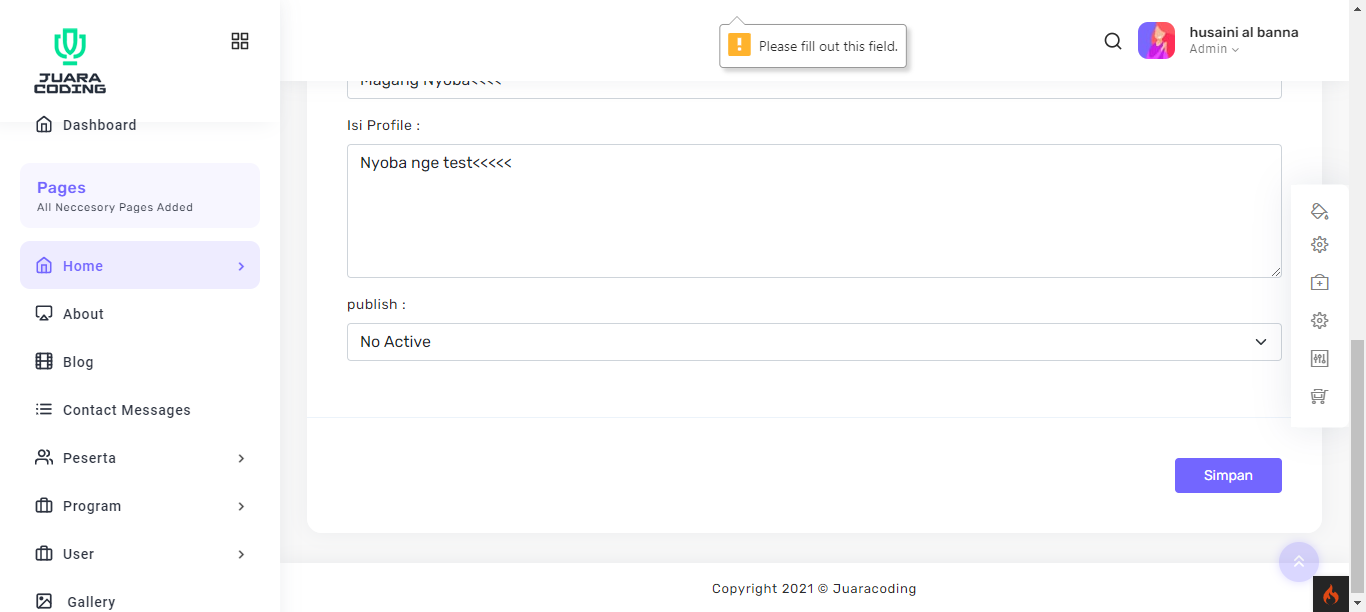 JUARA
CODING
Dashboard
Pages
All Neccesory Pages Added
Home
About
Blog
Contact Messages
Peserta
Program
User
Gallery
Please fill out this field.
husaini al banna
Admin
Magang Nyoba<<<<
Isi Profile :
Nyoba nge test<<<<<
publish :
No Active
Simpan
Copyright 2021 © Juaracoding